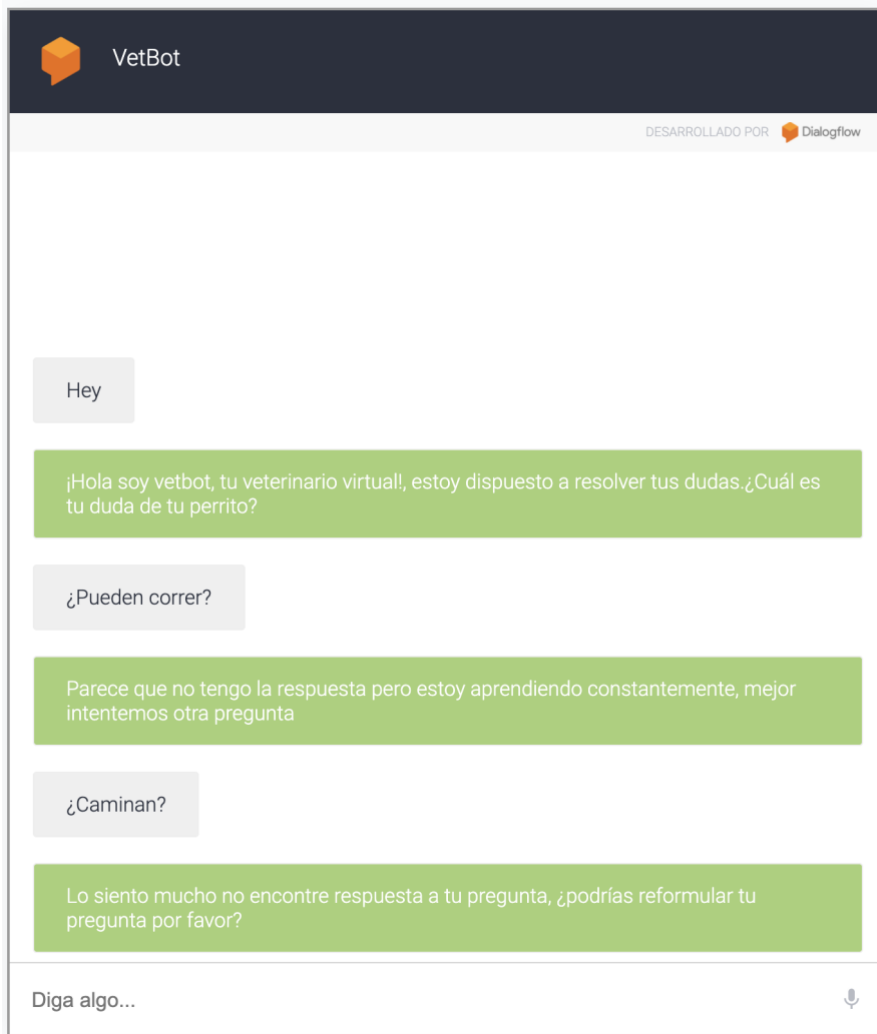 VetBot
DESARROLLADO POR Dialogflow
Hey
¡Hola soy vetbot, tu veterinario virtual!, estoy dispuesto a resolver tus dudas.¿Cuál es
tu duda de tu perrito?
¿Pueden correr?
Parece que no tengo la respuesta pero estoy aprendiendo constantemente, mejor
intentemos otra pregunta
¿Caminan?
Lo siento mucho no encontre respuesta a tu pregunta, ¿podrías reformular tu
pregunta por favor?
Diga algo...